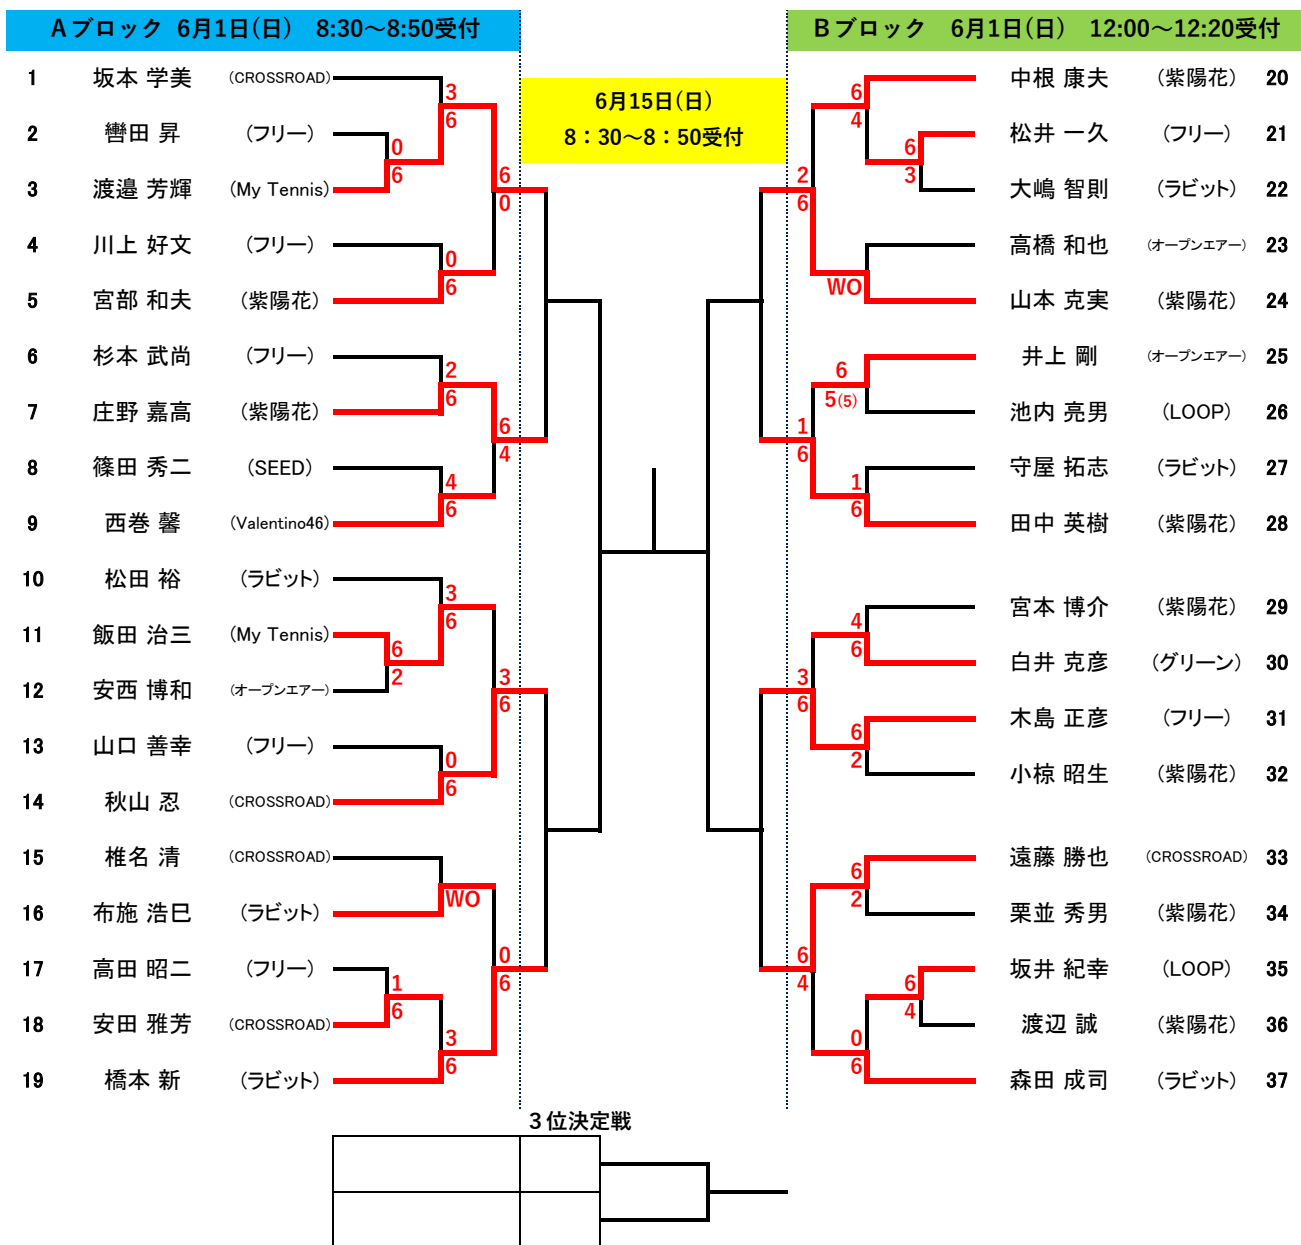 Aブロック 6月1日(日) 8:30～8:50受付
Bブロック 6月1日(日) 12:00～12:20受付
6月15日(日)
8：30～8：50受付
1 坂本 学美 (CROSSROAD)
2 轡田 昇 (フリー)
3 渡邉 芳輝 (My Tennis)
4 川上 好文 (フリー)
5 宮部 和夫 (紫陽花)
6 杉本 武尚 (フリー)
7 庄野 嘉高 (紫陽花)
8 篠田 秀二 (SEED)
9 西巻 馨 (Valentino46)
10 松田 裕 (ラビット)
11 飯田 治三 (My Tennis)
12 安西 博和 (オープンエアー)
13 山口 善幸 (フリー)
14 秋山 忍 (CROSSROAD)
15 椎名 清 (CROSSROAD)
16 布施 浩巳 (ラビット)
17 高田 昭二 (フリー)
18 安田 雅芳 (CROSSROAD)
19 橋本 新 (ラビット)
0
6
6
2
1
6
3
6
0
6
2
6
4
6
3
6
0
6
WO
3
6
6
0
6
4
3
6
0
6
2
6
1
6
3
6
6
4
6
4
WO
6
5(5)
1
6
4
6
6
2
6
2
0
6
6
3
6
4
中根 康夫 (紫陽花) 20
松井 一久 (フリー) 21
大嶋 智則 (ラビット) 22
高橋 和也 (オープンエアー) 23
山本 克実 (紫陽花) 24
井上 剛 (オープンエアー) 25
池内 亮男 (LOOP) 26
守屋 拓志 (ラビット) 27
田中 英樹 (紫陽花) 28
宮本 博介 (紫陽花) 29
白井 克彦 (グリーン) 30
木島 正彦 (フリー) 31
小椋 昭生 (紫陽花) 32
遠藤 勝也 (CROSSROAD) 33
栗並 秀男 (紫陽花) 34
坂井 紀幸 (LOOP) 35
渡辺 誠 (紫陽花) 36
森田 成司 (ラビット) 37
３位決定戦